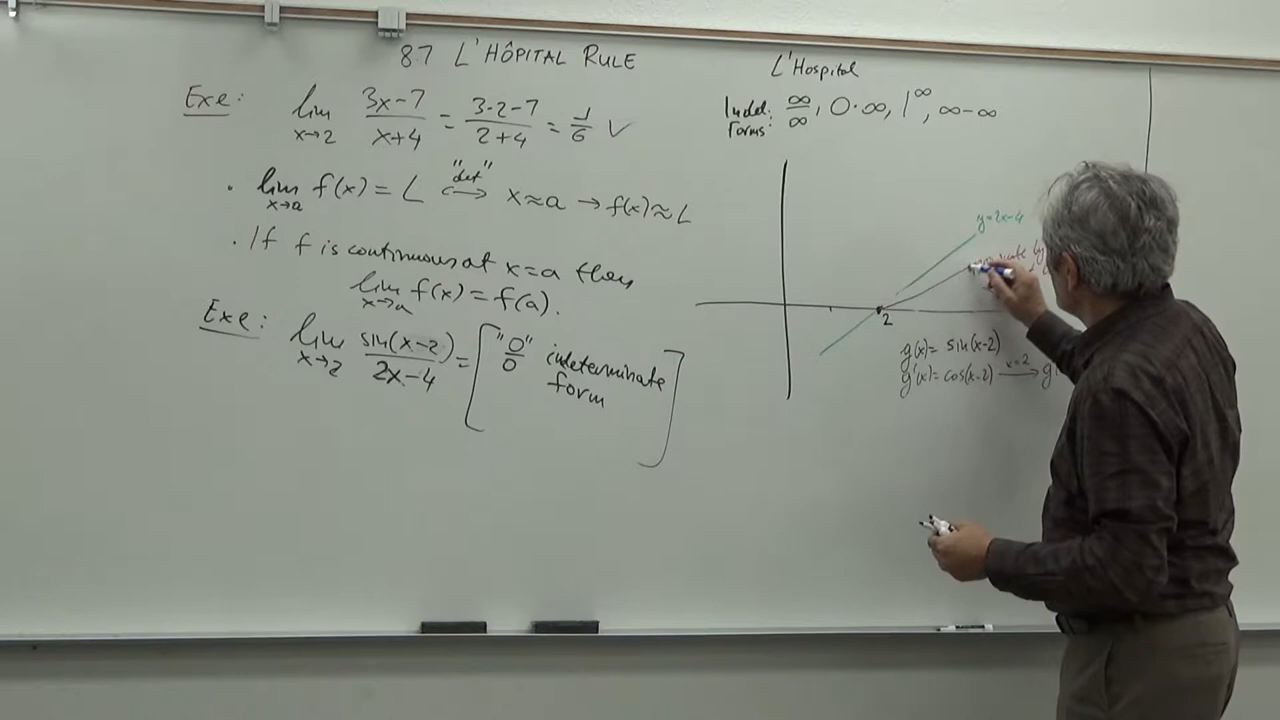 87 L'HÔPITAL RULE
Exe: lim x→2 (3x-7)/(x+4) = (3·2-7)/(2+4) = -1/6 √
· lim x→a f(x) = L "def" ⟷ x≈a → f(x)≈L
· If f is continuous at x=a then
lim x→a f(x) = f(a).
Exe: lim x→2 sin(x-2)/(2x-4) = ["0/0" indeterminate
form]
L'Hospital
Indet. forms: ∞/∞, 0·∞, 1^∞, ∞-∞
y=2x-4
by
2
g(x)= sin(x-2)
g'(x)= cos(x-2) x=2 → g'